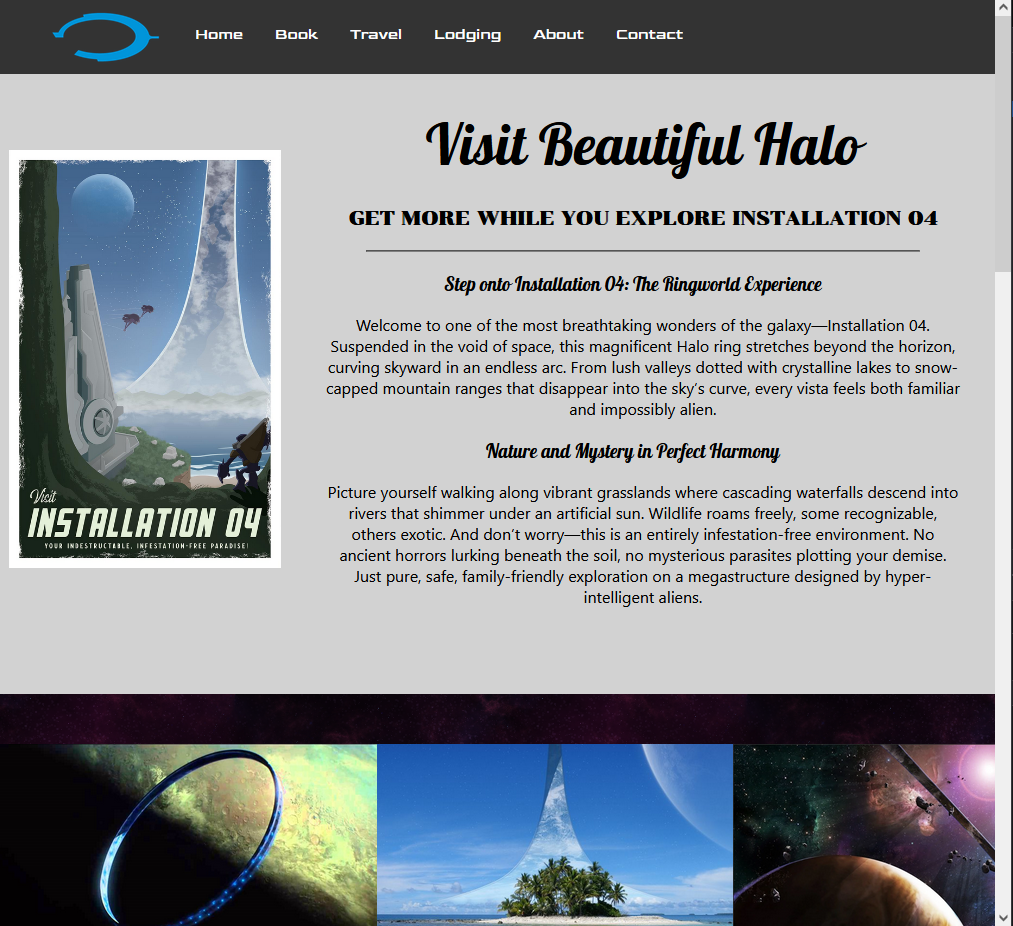 Home Book Travel Lodging About Contact
Visit Beautiful Halo
GET MORE WHILE YOU EXPLORE INSTALLATION 04
Step onto Installation 04: The Ringworld Experience
Welcome to one of the most breathtaking wonders of the galaxy—Installation 04.
Suspended in the void of space, this magnificent Halo ring stretches beyond the horizon,
curving skyward in an endless arc. From lush valleys dotted with crystalline lakes to snow-
capped mountain ranges that disappear into the sky’s curve, every vista feels both familiar
and impossibly alien.
Nature and Mystery in Perfect Harmony
Picture yourself walking along vibrant grasslands where cascading waterfalls descend into
rivers that shimmer under an artificial sun. Wildlife roams freely, some recognizable,
others exotic. And don’t worry—this is an entirely infestation-free environment. No
ancient horrors lurking beneath the soil, no mysterious parasites plotting your demise.
Just pure, safe, family-friendly exploration on a megastructure designed by hyper-
intelligent aliens.
Visit
INSTALLATION 04
YOUR INDESTRUCTABLE, INFESTATION-FREE PARADISE!